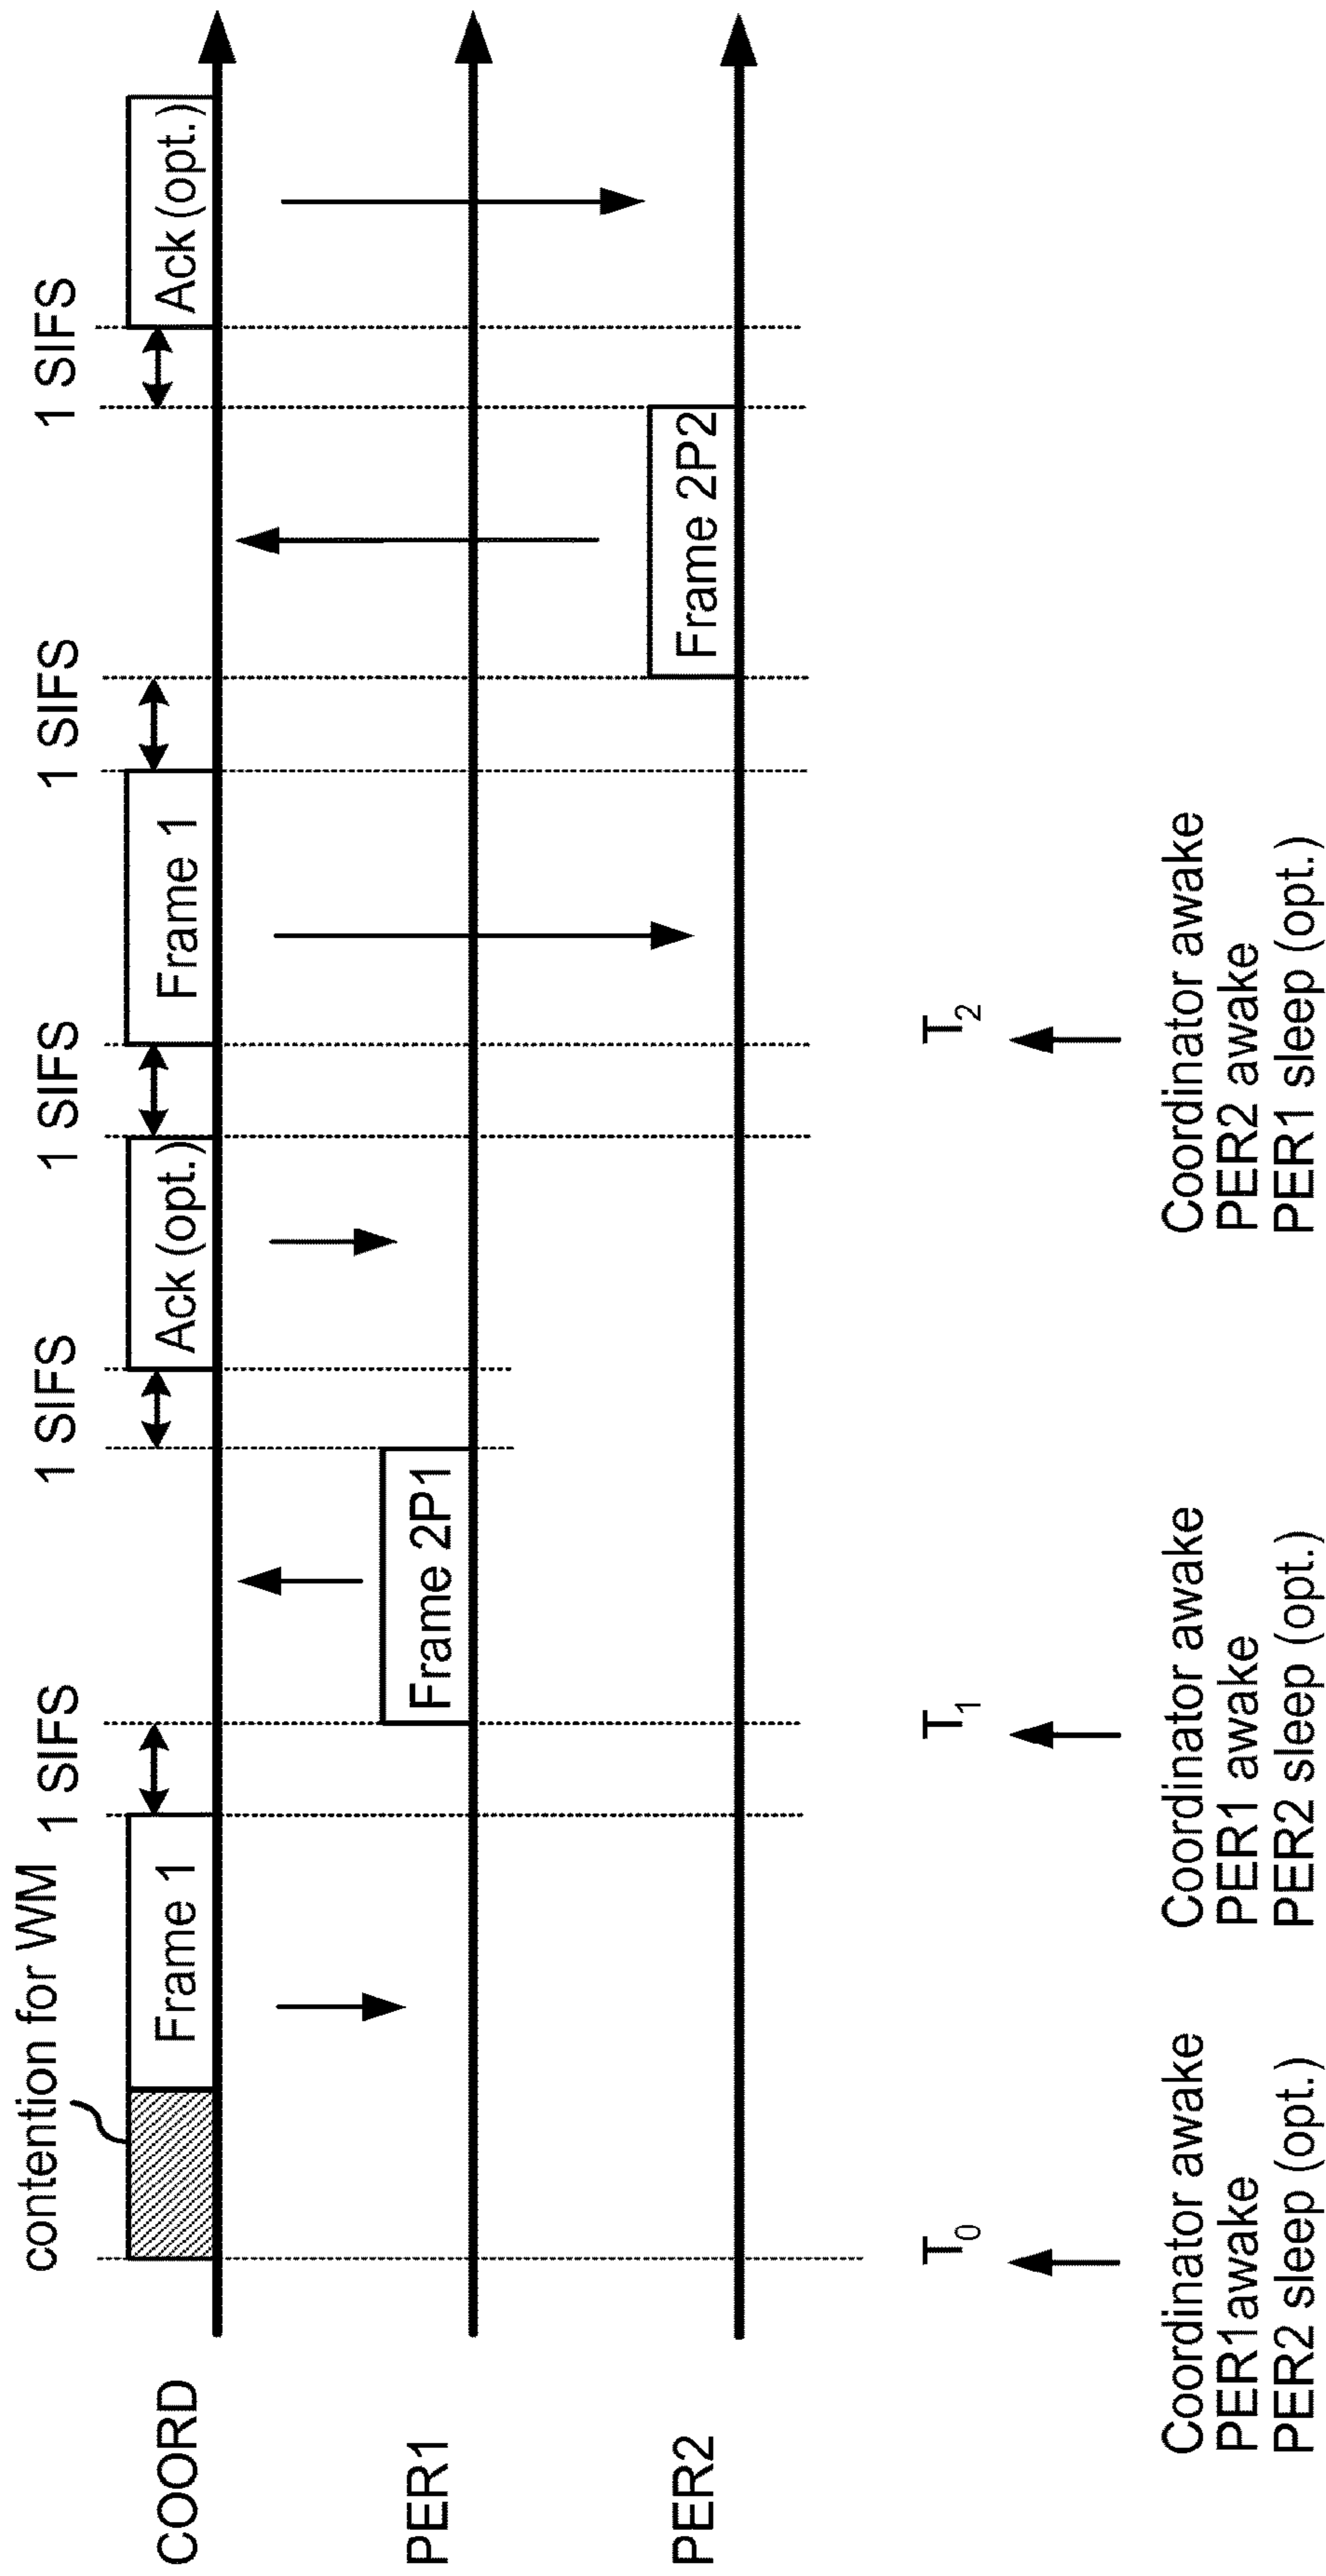 contention for WM
1 SIFS
1 SIFS
1 SIFS
1 SIFS
1 SIFS
COORD
Frame 1
Ack (opt.)
Frame 1
Ack (opt.)
PER1
Frame 2P1
PER2
Frame 2P2
T0
T1
T2
Coordinator awake
PER1awake
PER2 sleep (opt.)
Coordinator awake
PER1 awake
PER2 sleep (opt.)
Coordinator awake
PER2 awake
PER1 sleep (opt.)